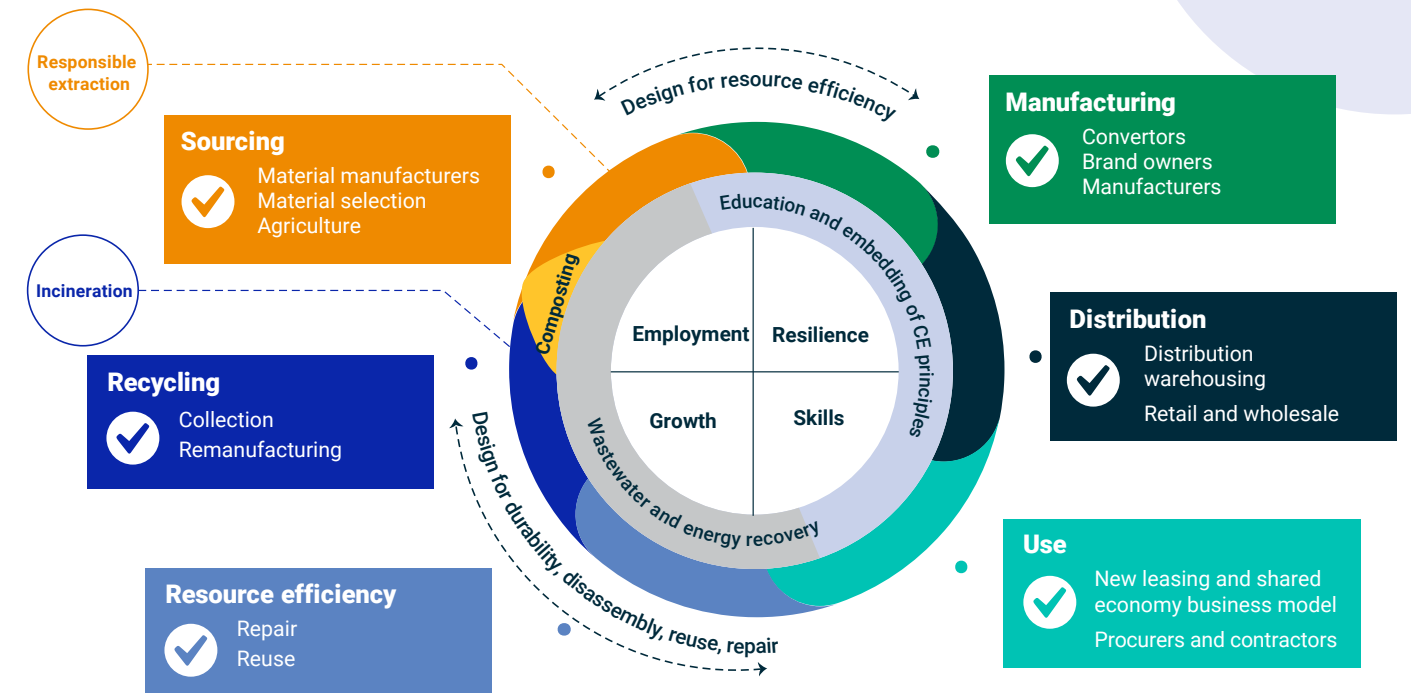 Responsible
extraction
Sourcing
Material manufacturers
Material selection
Agriculture
Incineration
Recycling
Collection
Remanufacturing
Resource efficiency
Repair
Reuse
Design for resource efficiency
Composting
Education and embedding of CE principles
Wastewater and energy recovery
Employment
Resilience
Growth
Skills
Design for durability, disassembly, reuse, repair
Manufacturing
Convertors
Brand owners
Manufacturers
Distribution
Distribution
warehousing
Retail and wholesale
Use
New leasing and shared
economy business model
Procurers and contractors